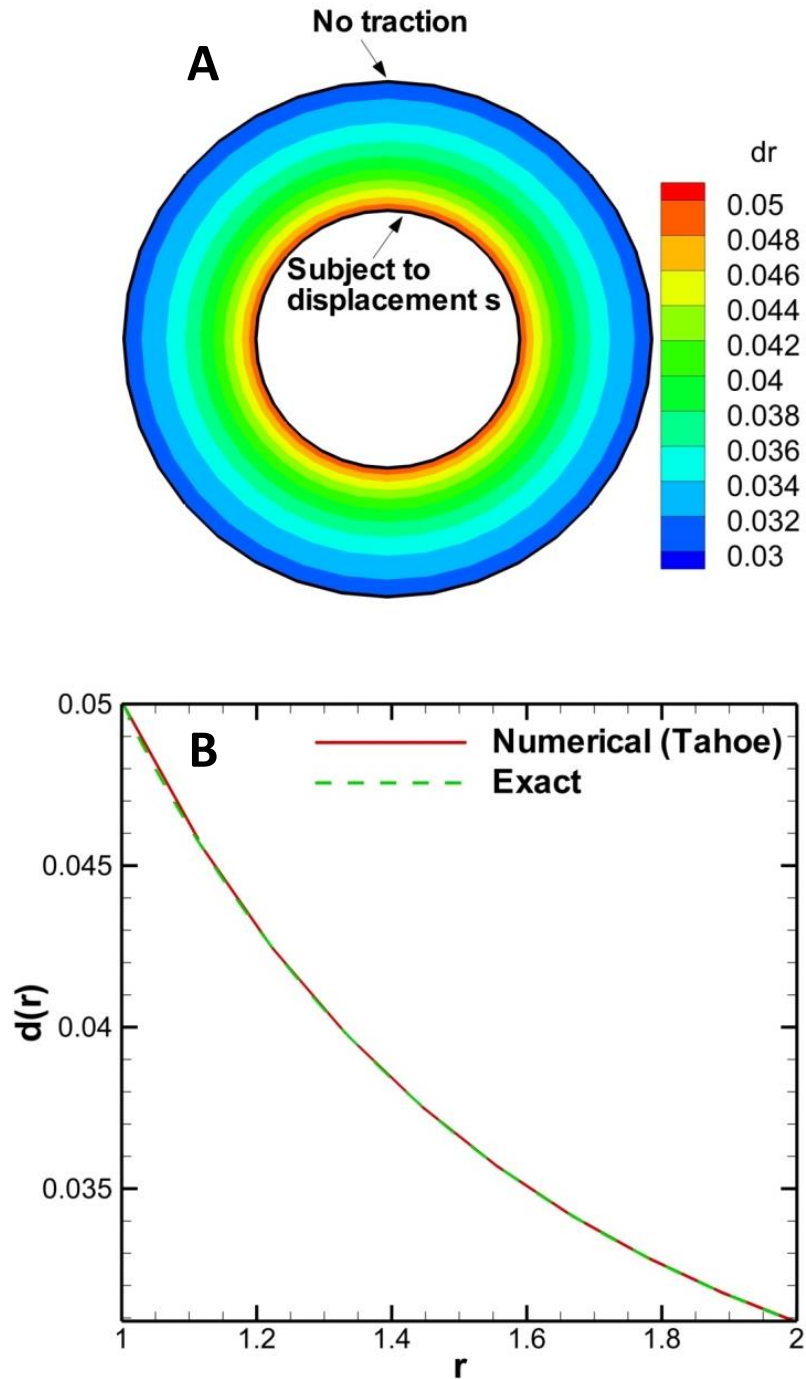 No traction
A
dr
0.05
0.048
0.046
0.044
0.042
0.04
0.038
0.036
0.034
0.032
0.03
Subject to
displacement s
B
Numerical (Tahoe)
Exact
0.05
0.045
0.04
0.035
d(r)
1
1.2
1.4
1.6
1.8
2
r